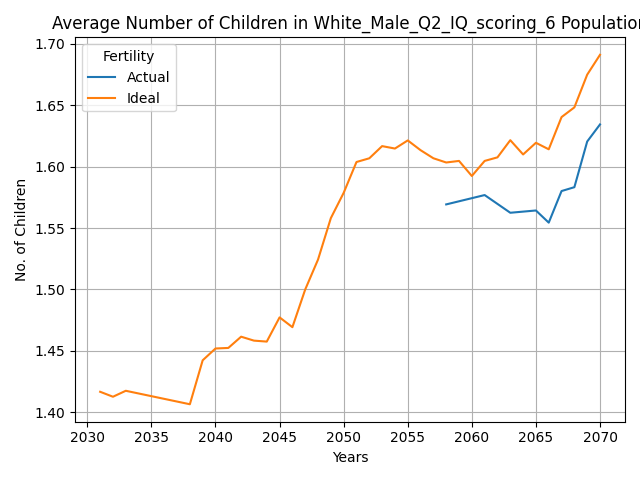 Average Number of Children in White_Male_Q2_IQ_scoring_6 Population
Fertility
Actual
Ideal
No. of Children
1.70
1.65
1.60
1.55
1.50
1.45
1.40
2030 2035 2040 2045 2050 2055 2060 2065 2070
Years